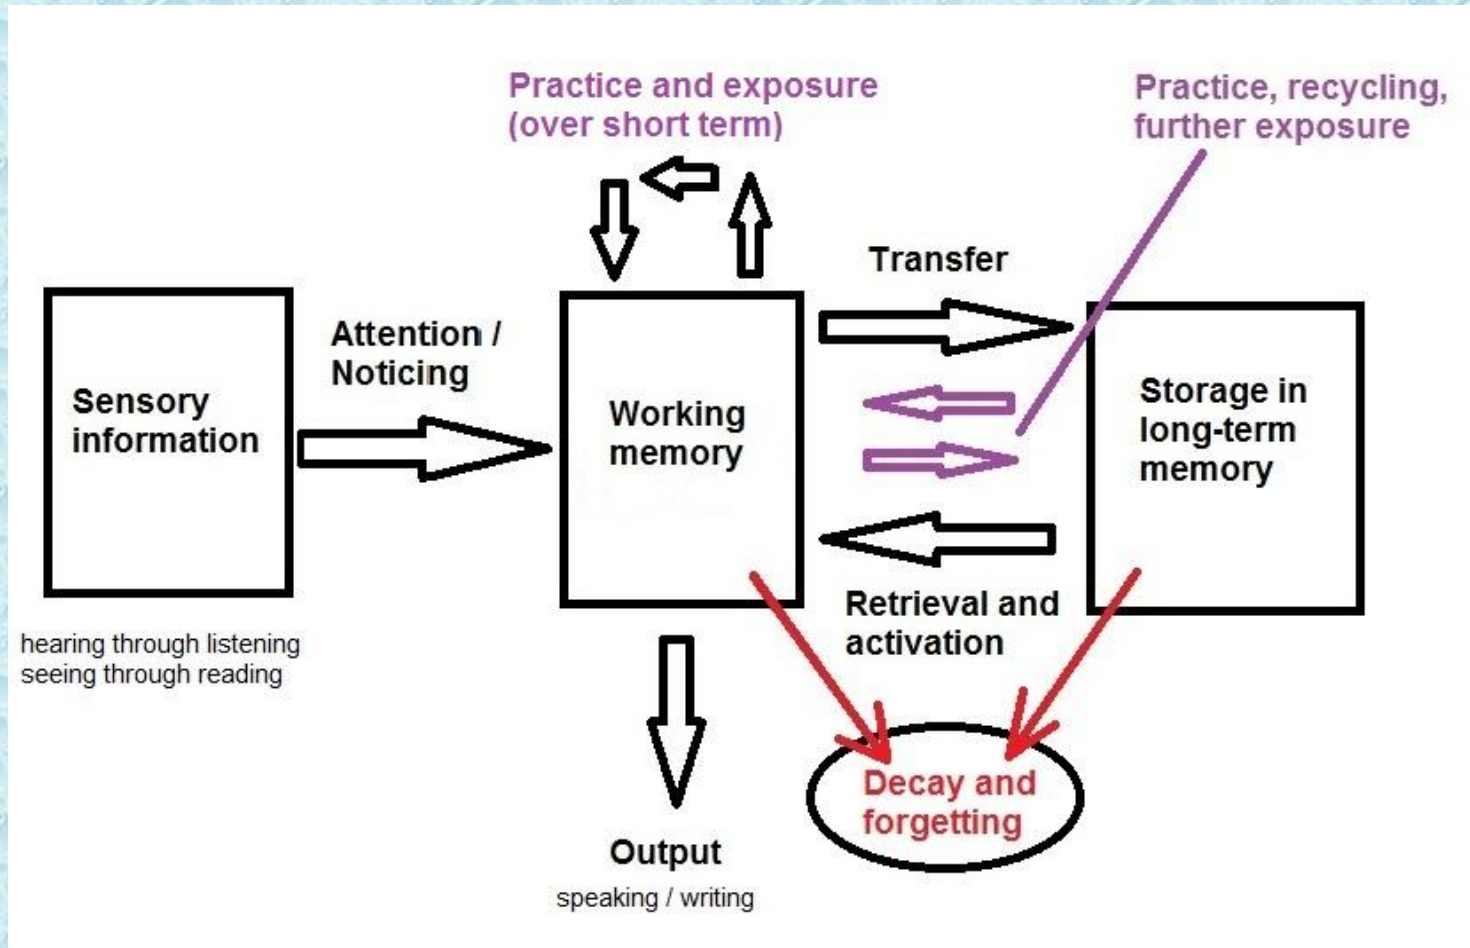 Practice and exposure
(over short term)
Practice, recycling,
further exposure
Transfer
Attention /
Noticing
Sensory
information
Working
memory
Storage in
long-term
memory
Retrieval and
activation
hearing through listening
seeing through reading
Decay and
forgetting
Output
speaking / writing